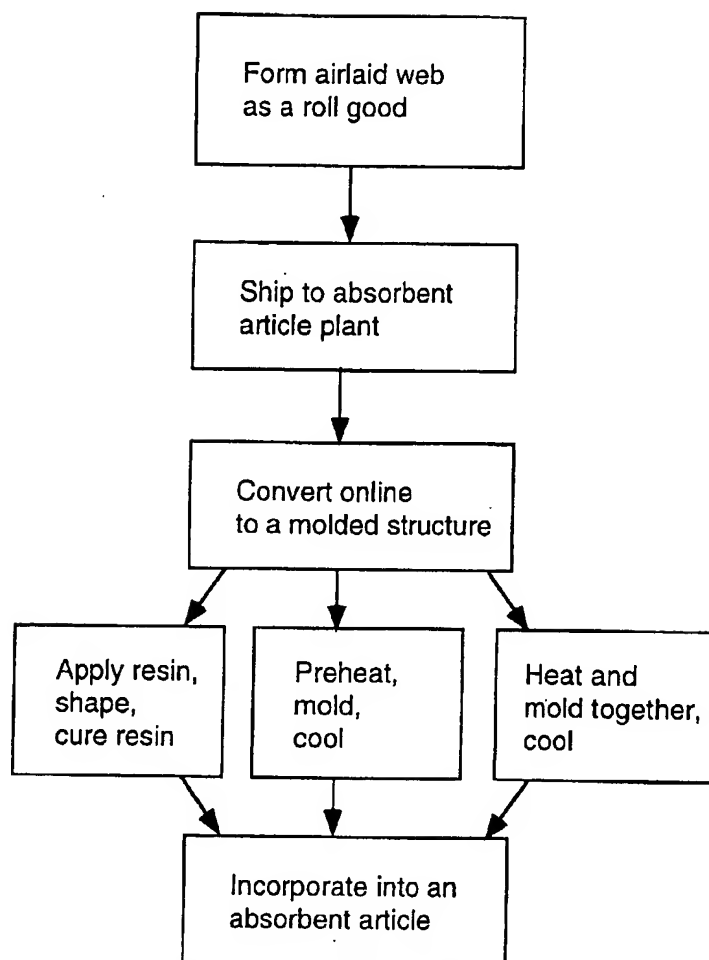 Form airlaid web
as a roll good
Ship to absorbent
article plant
Convert online
to a molded structure
Apply resin,
shape,
cure resin
Preheat,
mold,
cool
Heat and
mold together,
cool
Incorporate into an
absorbent article